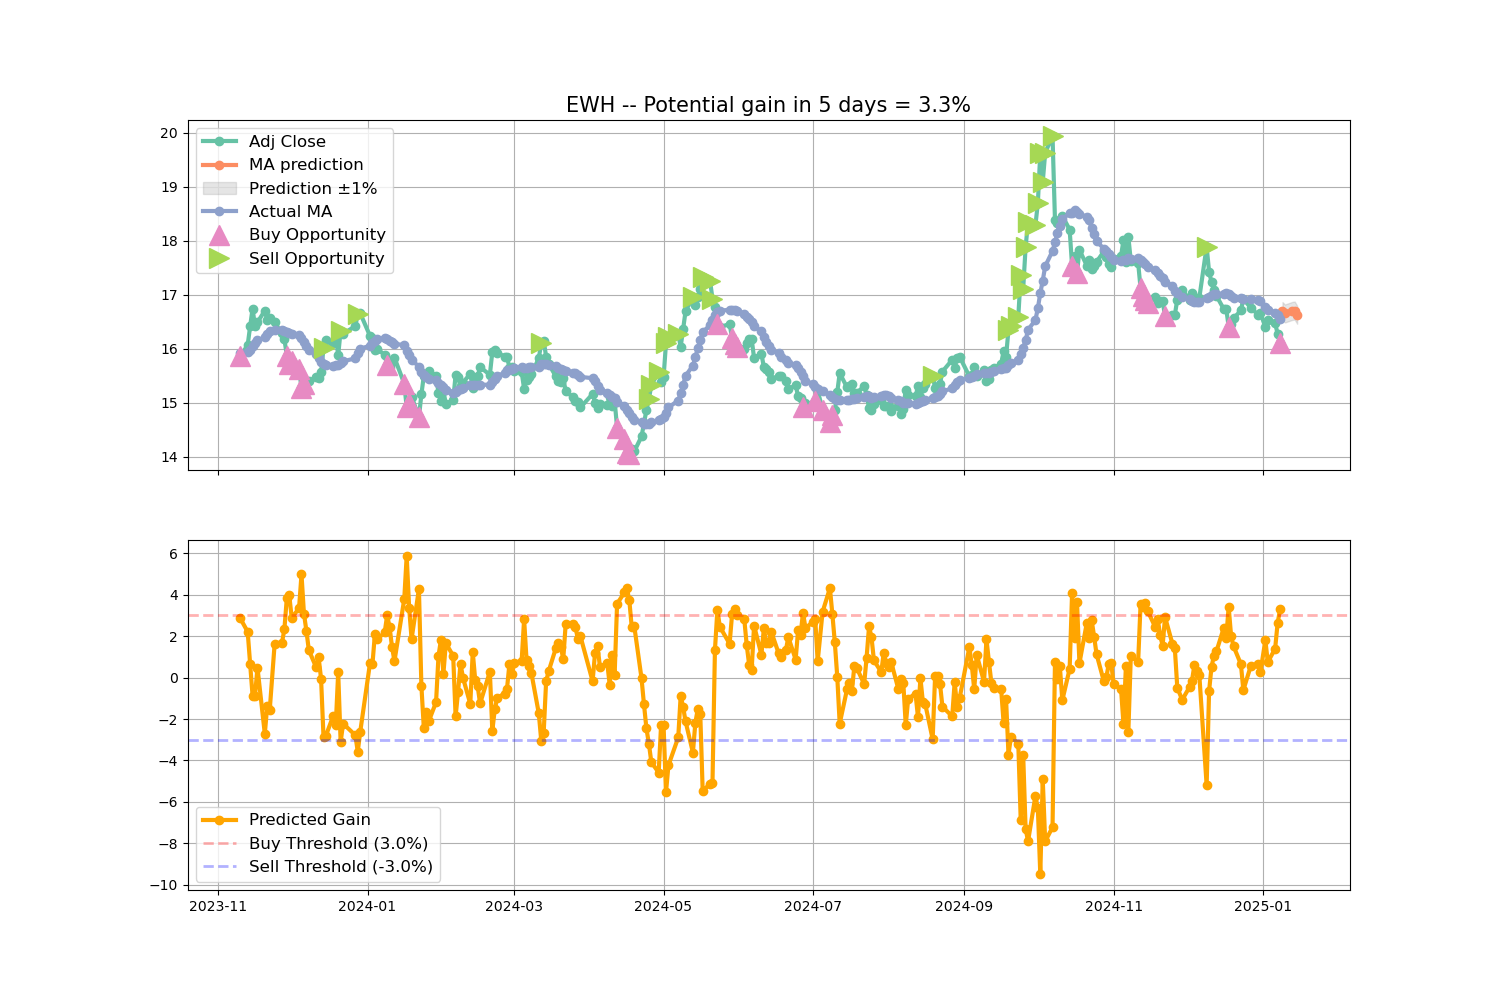 EWH -- Potential gain in 5 days = 3.3%
20
19
18
17
16
15
14
Adj Close
MA prediction
Prediction ±1%
Actual MA
Buy Opportunity
Sell Opportunity
6
4
2
0
−2
−4
−6
−8
−10
Predicted Gain
Buy Threshold (3.0%)
Sell Threshold (-3.0%)
2023-11 2024-01 2024-03 2024-05 2024-07 2024-09 2024-11 2025-01